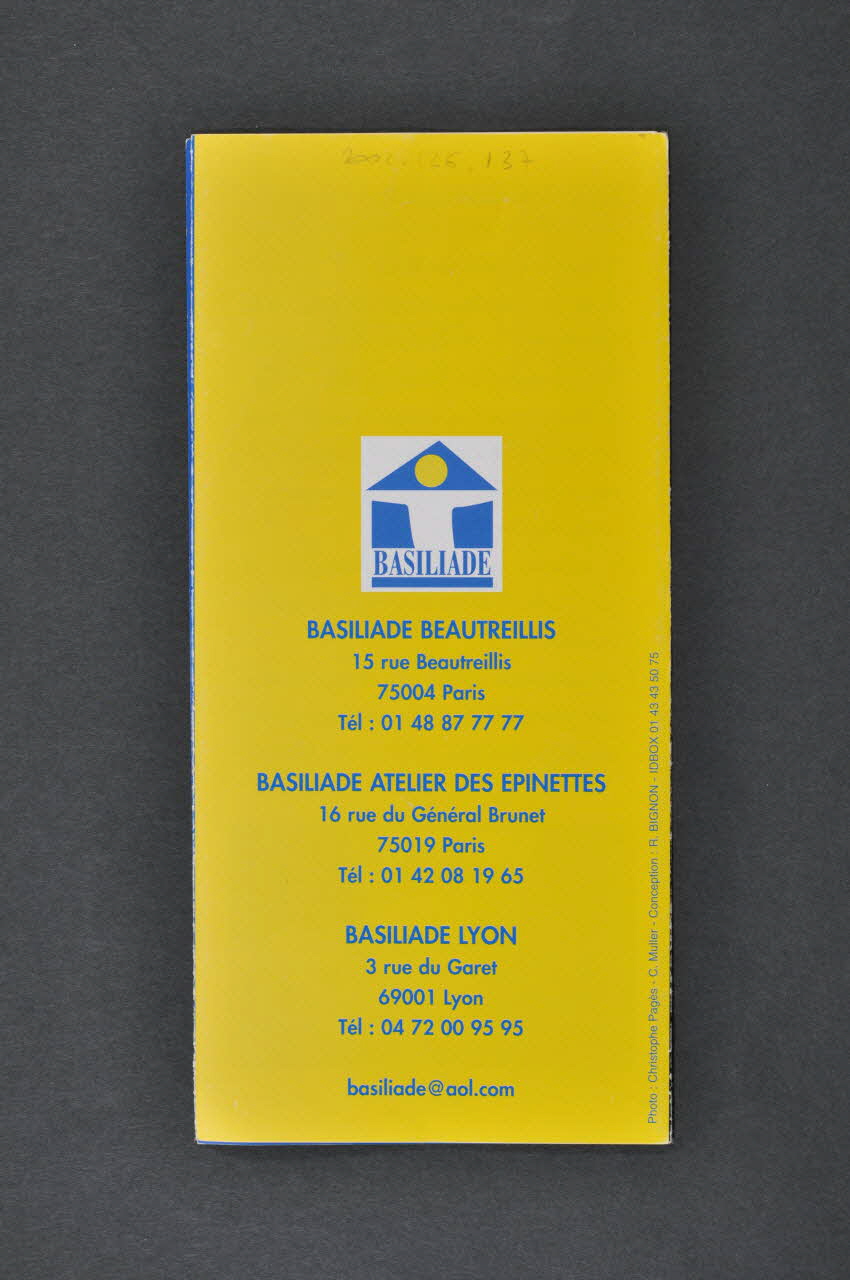 BASILIADE
BASILIADE BEAUTREILLIS
15 rue Beautreillis
75004 Paris
Tél : 01 48 87 77 77
BASILIADE ATELIER DES EPINETTES
16 rue du Général Brunet
75019 Paris
Tél : 01 42 08 19 65
BASILIADE LYON
3 rue du Garet
69001 Lyon
Tél : 04 72 00 95 95
basiliade@aol.com
Photo : Christophe Pagès - C. Muller - Conception : R. BIGNON - IDBOX 01 43 43 50 75